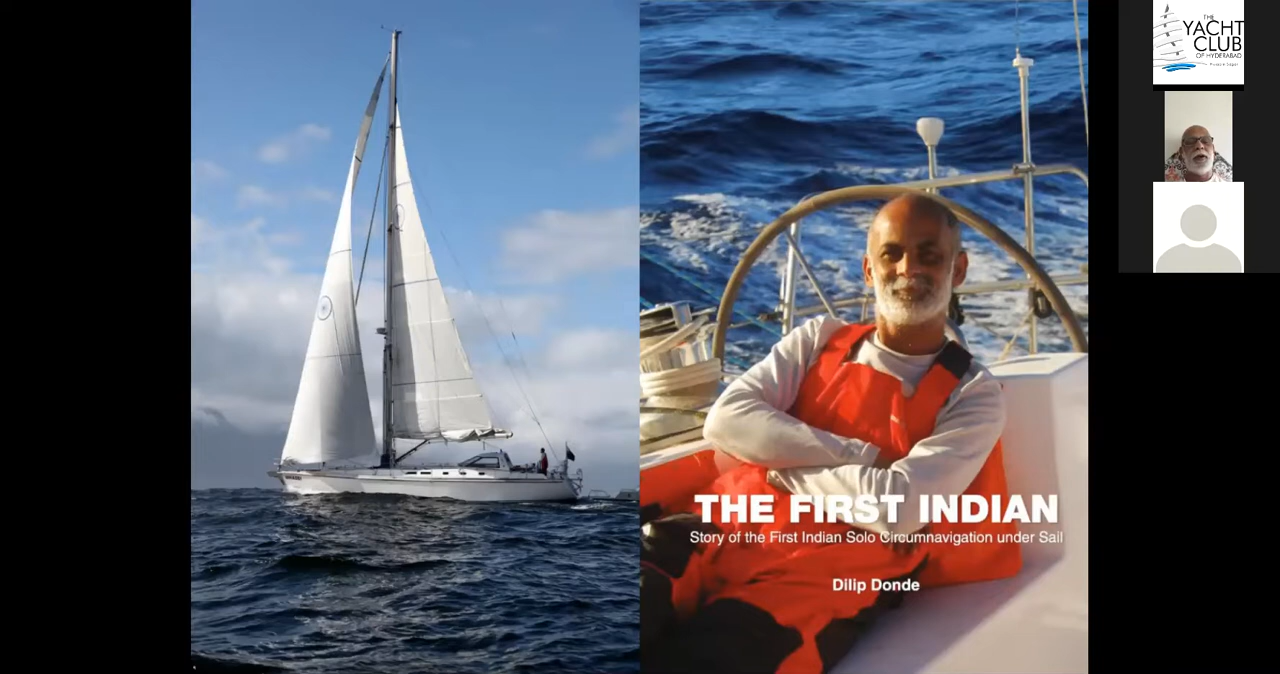 THE FIRST INDIAN
Story of the First Indian Solo Circumnavigation under Sail
Dilip Donde
THE
YACHT
CLUB
OF HYDERABAD